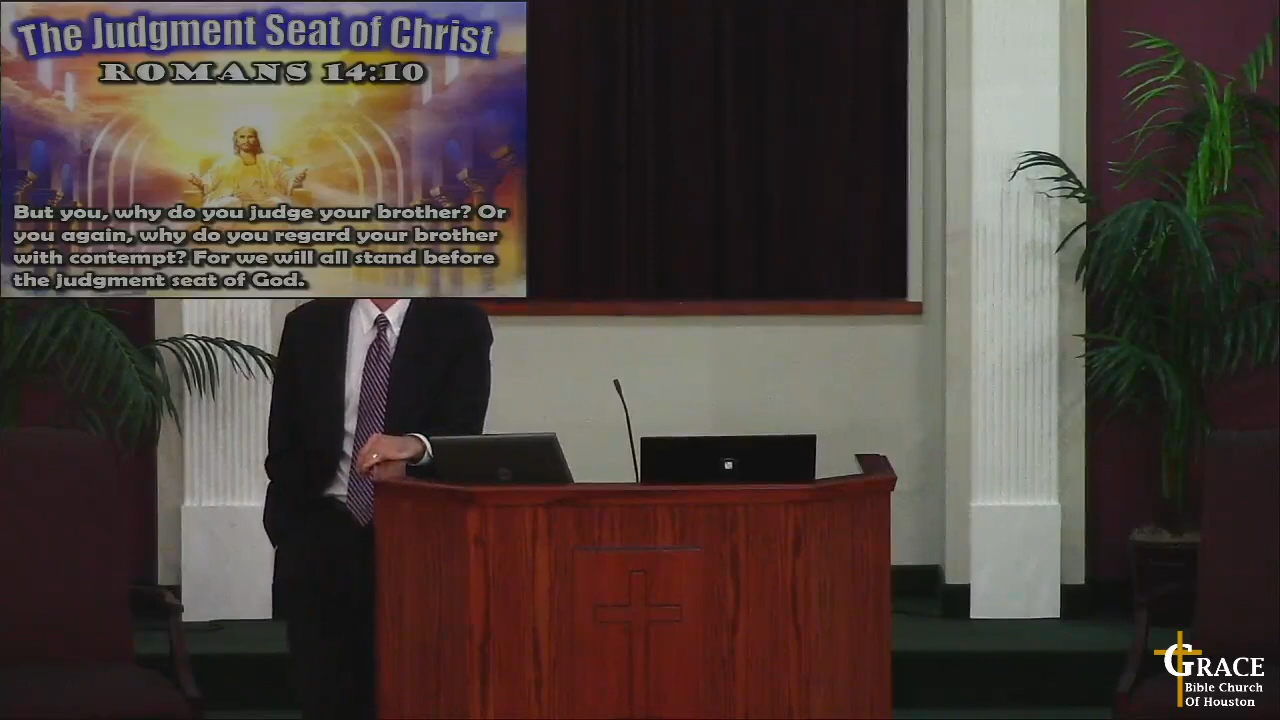 The Judgment Seat of Christ
ROMANS 14:10
But you, why do you judge your brother? Or
you again, why do you regard your brother
with contempt? For we will all stand before
the judgment seat of God.
GRACE
Bible Church
Of Houston